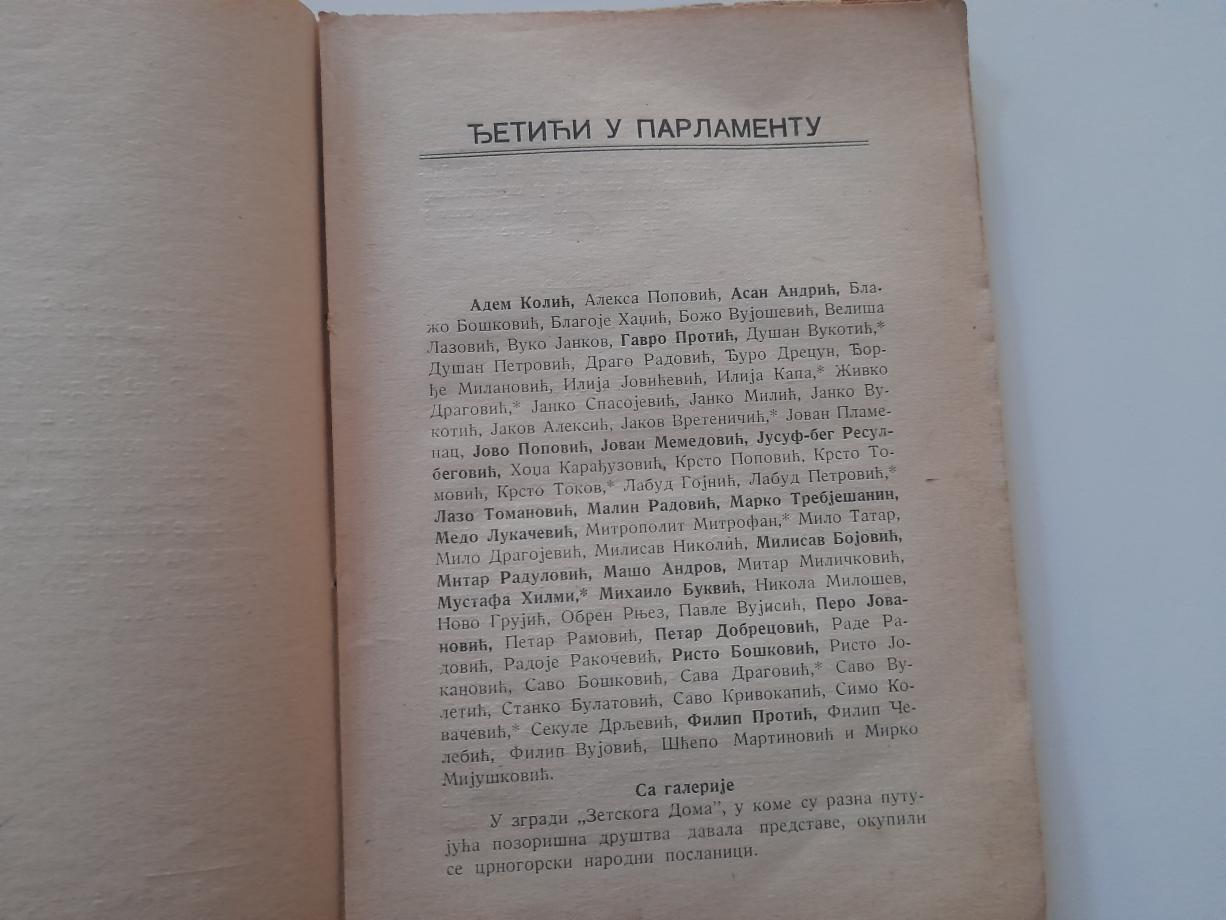 ЂЕТИЋИ У ПАРЛАМЕНТУ
Адем Колић, Алекса Поповић, Асан Андрић, Бла-
жо Бошковић, Благоје Хаџић, Божо Вујошевић, Велиша
Лазовић, Вуко Јанков, Гавро Протић, Душан Вукотић,*
Душан Петровић, Драго Радовић, Ђуро Дрецун, Ђор-
ђе Милановић, Илија Јовићевић, Илија Капа,* Живко
Драговић,* Јанко Спасојевић, Јанко Милић, Јанко Ву-
котић, Јаков Алексић, Јаков Вретеничић,* Јован Пламе-
нац, Јово Поповић, Јован Мемедовић, Јусуф-бег Ресул-
беговић, Хоџа Карађузовић, Крсто Поповић, Крсто То-
мовић, Крсто Токов,* Лабуд Гојнић, Лабуд Петровић,*
Лазо Томановић, Малин Радовић, Марко Требјешанин,
Медо Лукачевић, Митрополит Митрофан,* Мило Татар,
Мило Драгојевић, Милисав Николић, Милисав Бојовић,
Митар Радуловић, Машо Андров, Митар Миличковић,
Мустафа Хилми,* Михаило Буквић, Никола Милошев,
Ново Грујић, Обрен Рњез, Павле Вујисић, Перо Јова-
новић, Петар Рамовић, Петар Добрецовић, Раде Ра-
довић, Радоје Ракочевић, Ристо Бошковић, Ристо Јо-
кановић, Саво Бошковић, Сава Драговић,* Саво Ву-
летић, Станко Булатовић, Саво Кривокапић, Симо Ко-
вачевић,* Секуле Дрљевић, Филип Протић, Филип Че-
лебић, Филип Вујовић, Шћепо Мартиновић и Мирко
Мијушковић.
Са галерије
У згради „Зетскога Дома”, у коме су разна путу-
јућа позоришна друштва давала представе, окупили
се црногорски народни посланици.